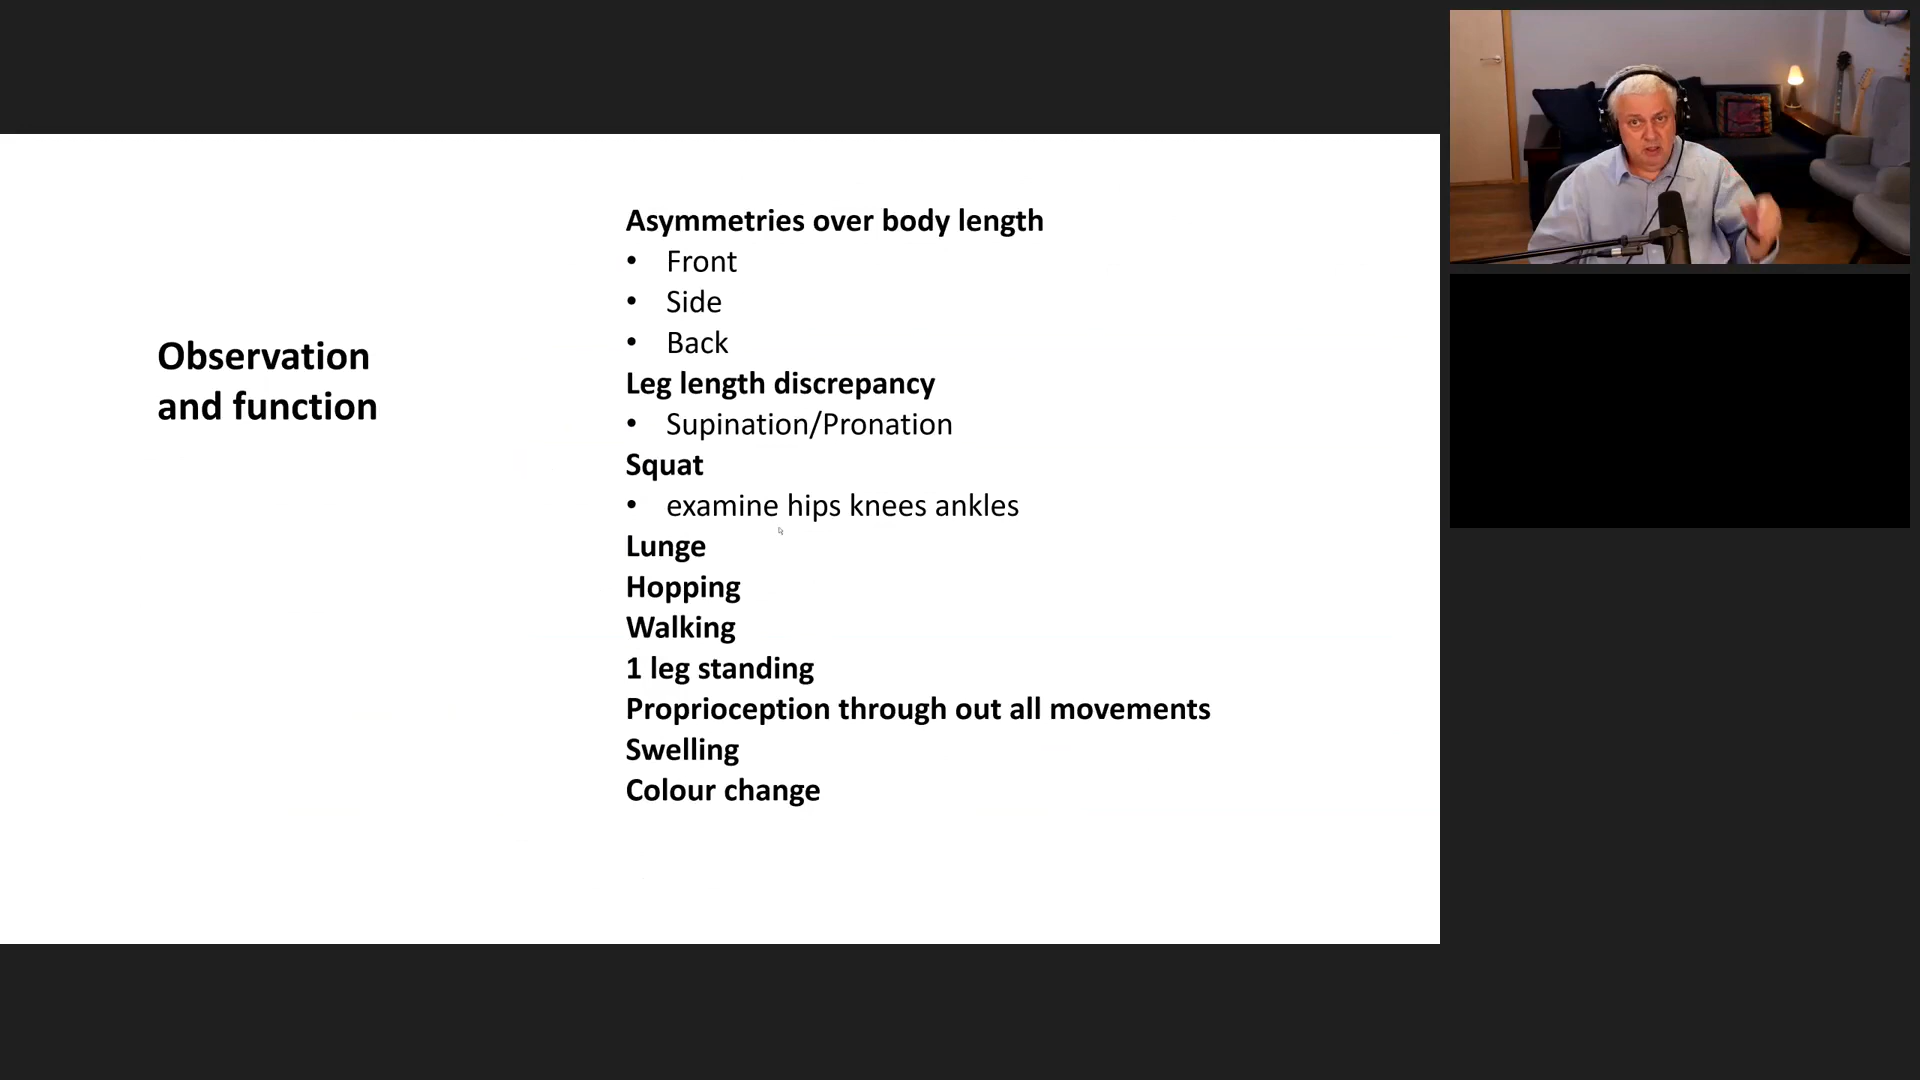 Observation
and function
Asymmetries over body length
• Front
• Side
• Back
Leg length discrepancy
• Supination/Pronation
Squat
• examine hips knees ankles
Lunge
Hopping
Walking
1 leg standing
Proprioception through out all movements
Swelling
Colour change